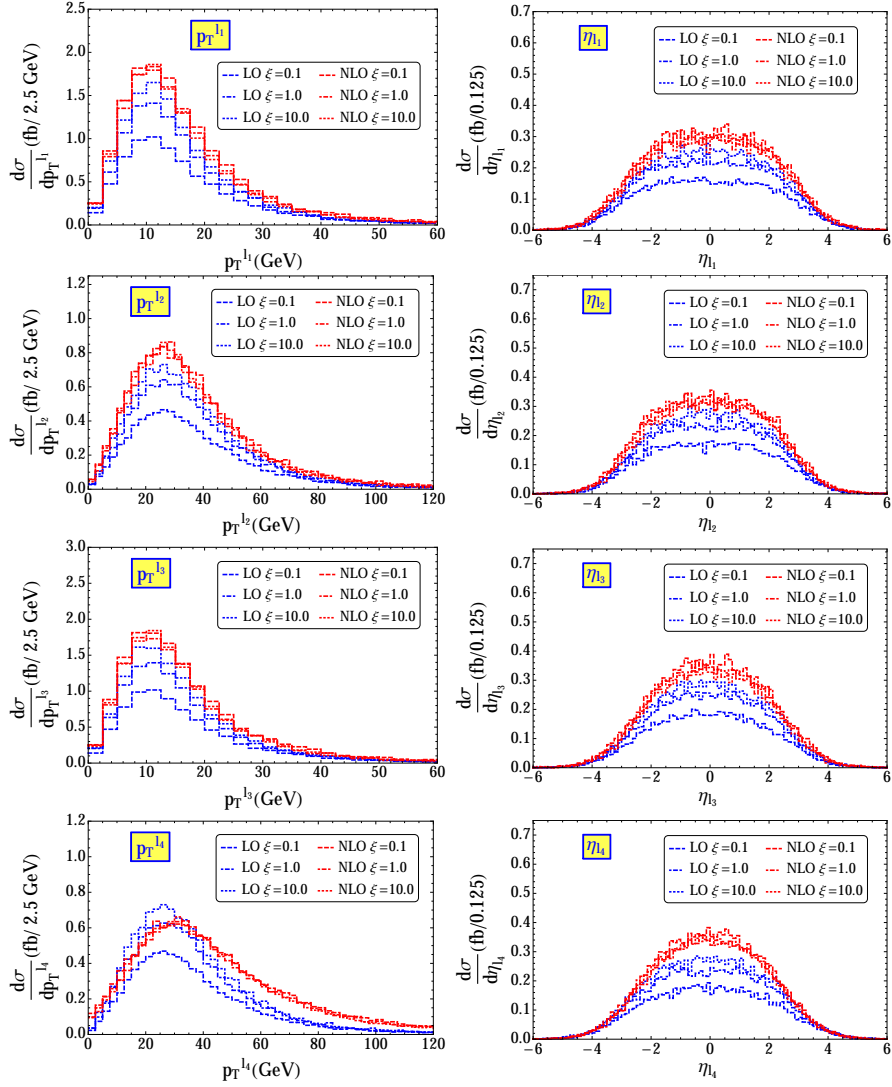 p_T^{l_1}
LO ξ=0.1 NLO ξ=0.1
LO ξ=1.0 NLO ξ=1.0
LO ξ=10.0 NLO ξ=10.0
dσ/dp_T^{l_1} (fb/ 2.5 GeV)
2.5
2.0
1.5
1.0
0.5
0.0
0 10 20 30 40 50 60
p_T^{l_1}(GeV)
η_{l_1}
LO ξ=0.1 NLO ξ=0.1
LO ξ=1.0 NLO ξ=1.0
LO ξ=10.0 NLO ξ=10.0
dσ/dη_{l_1} (fb/0.125)
0.7
0.6
0.5
0.4
0.3
0.2
0.1
0.0
−6 −4 −2 0 2 4 6
η_{l_1}
p_T^{l_2}
LO ξ=0.1 NLO ξ=0.1
LO ξ=1.0 NLO ξ=1.0
LO ξ=10.0 NLO ξ=10.0
dσ/dp_T^{l_2} (fb/ 2.5 GeV)
1.2
1.0
0.8
0.6
0.4
0.2
0.0
0 20 40 60 80 100 120
p_T^{l_2}(GeV)
η_{l_2}
LO ξ=0.1 NLO ξ=0.1
LO ξ=1.0 NLO ξ=1.0
LO ξ=10.0 NLO ξ=10.0
dσ/dη_{l_2} (fb/0.125)
0.7
0.6
0.5
0.4
0.3
0.2
0.1
0.0
−6 −4 −2 0 2 4 6
η_{l_2}
p_T^{l_3}
LO ξ=0.1 NLO ξ=0.1
LO ξ=1.0 NLO ξ=1.0
LO ξ=10.0 NLO ξ=10.0
dσ/dp_T^{l_3} (fb/ 2.5 GeV)
3.0
2.5
2.0
1.5
1.0
0.5
0.0
0 10 20 30 40 50 60
p_T^{l_3}(GeV)
η_{l_3}
LO ξ=0.1 NLO ξ=0.1
LO ξ=1.0 NLO ξ=1.0
LO ξ=10.0 NLO ξ=10.0
dσ/dη_{l_3} (fb/0.125)
0.7
0.6
0.5
0.4
0.3
0.2
0.1
0.0
−6 −4 −2 0 2 4 6
η_{l_3}
p_T^{l_4}
LO ξ=0.1 NLO ξ=0.1
LO ξ=1.0 NLO ξ=1.0
LO ξ=10.0 NLO ξ=10.0
dσ/dp_T^{l_4} (fb/ 2.5 GeV)
1.2
1.0
0.8
0.6
0.4
0.2
0.0
0 20 40 60 80 100 120
p_T^{l_4}(GeV)
η_{l_4}
LO ξ=0.1 NLO ξ=0.1
LO ξ=1.0 NLO ξ=1.0
LO ξ=10.0 NLO ξ=10.0
dσ/dη_{l_4} (fb/0.125)
0.7
0.6
0.5
0.4
0.3
0.2
0.1
0.0
−6 −4 −2 0 2 4 6
η_{l_4}